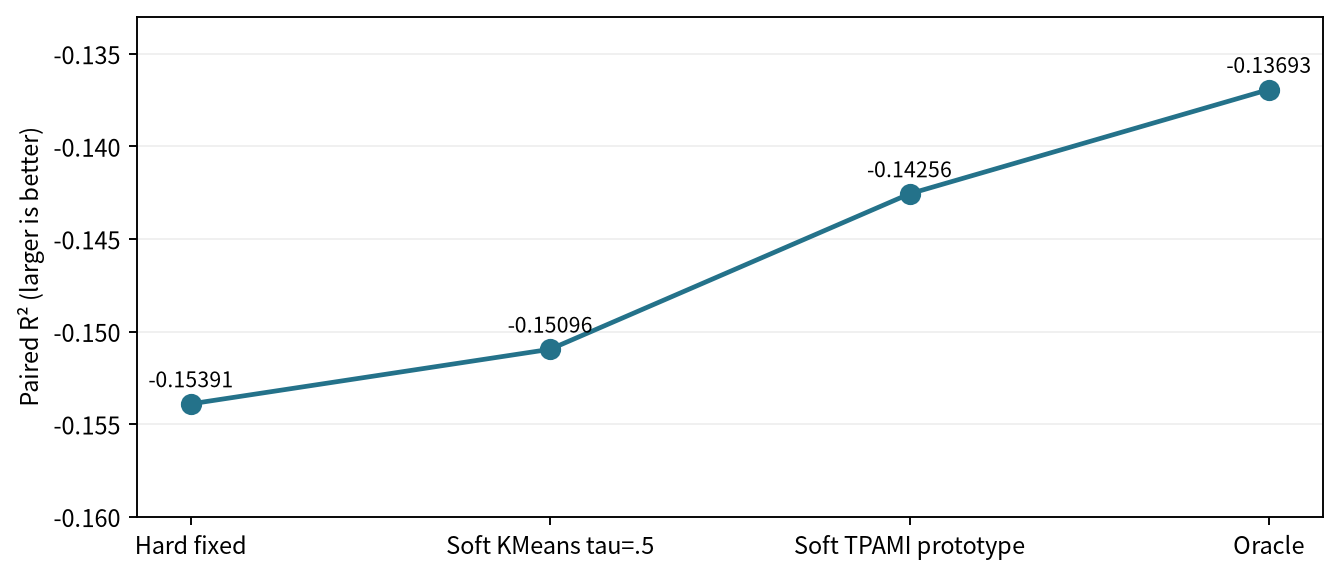 Paired R² (larger is better)
-0.135
-0.140
-0.145
-0.150
-0.155
-0.160
-0.15391
-0.15096
-0.14256
-0.13693
Hard fixed
Soft KMeans tau=.5
Soft TPAMI prototype
Oracle